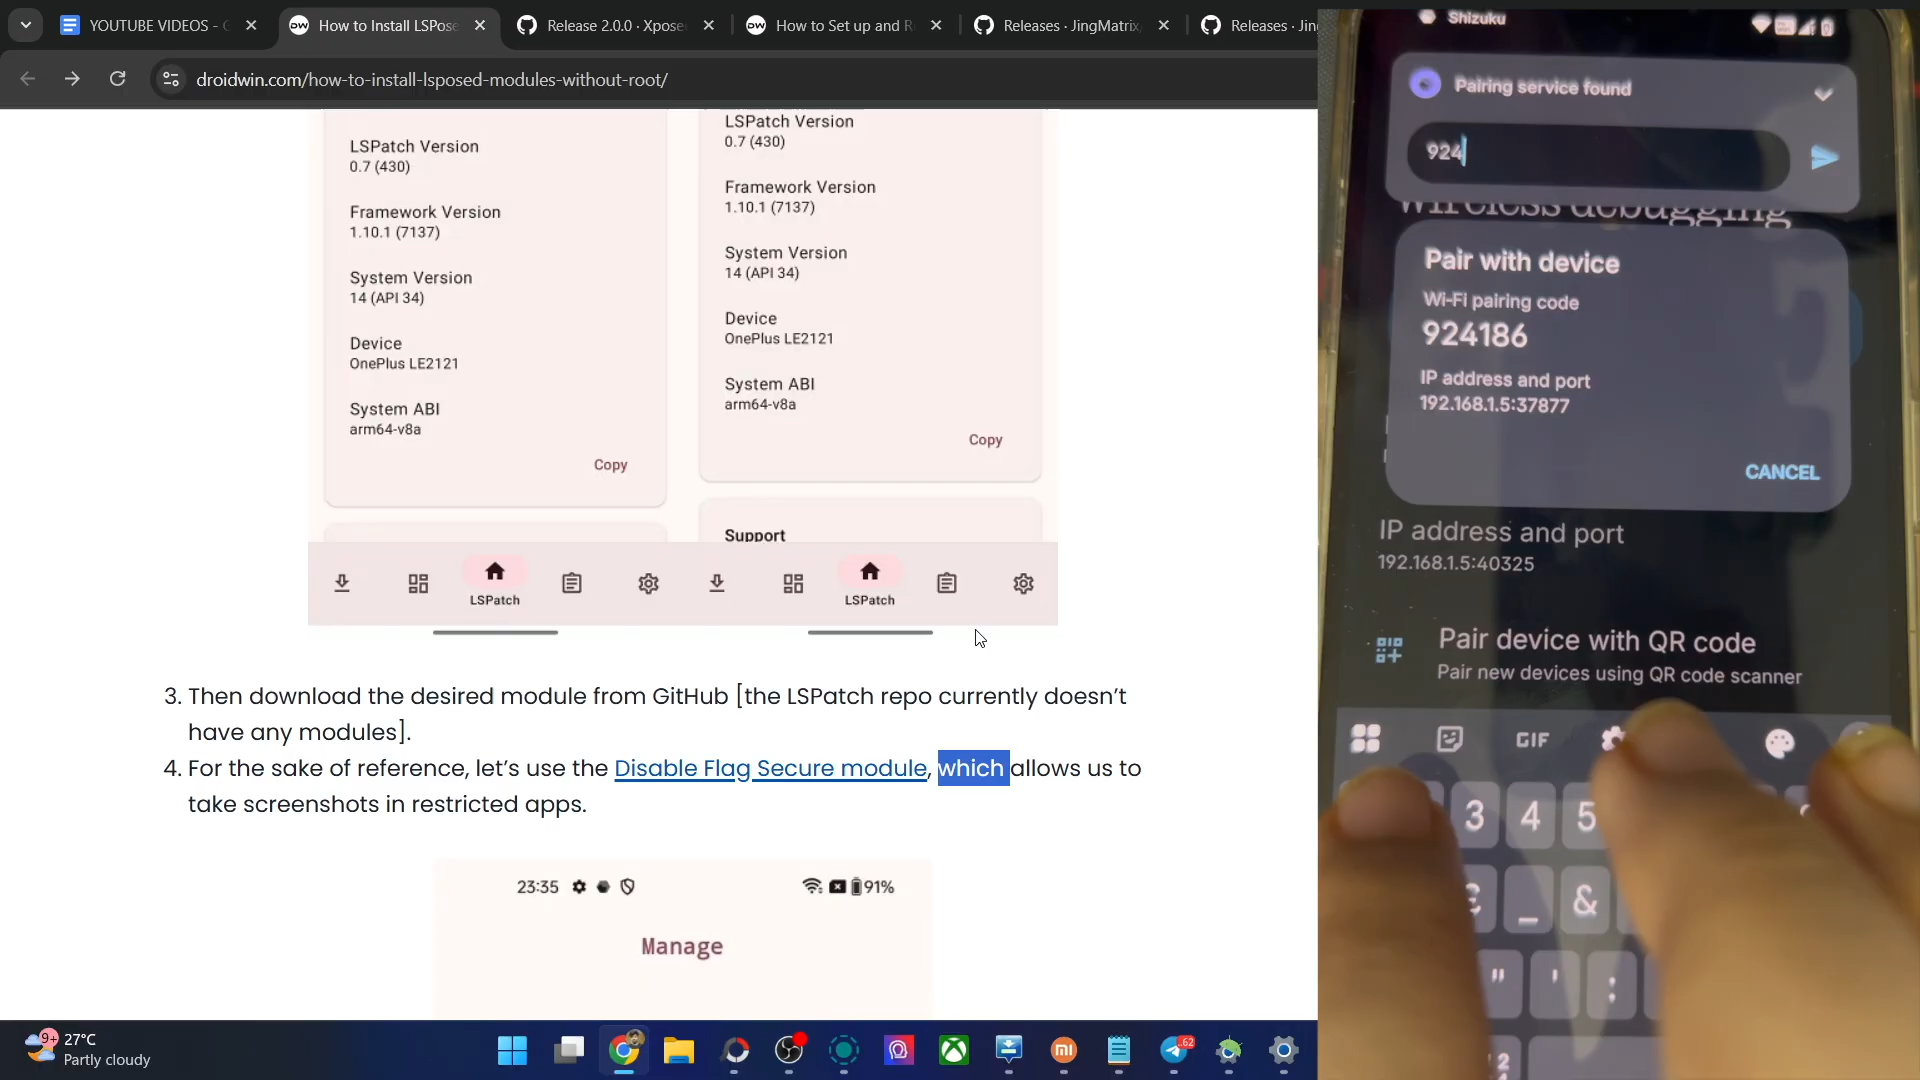 YOUTUBE VIDEOS - G
How to Install LSPose
Release 2.0.0 · Xpose
How to Set up and R
Releases · JingMatrix
Releases · Jin
droidwin.com/how-to-install-lsposed-modules-without-root/
LSPatch Version
0.7 (430)
Framework Version
1.10.1 (7137)
System Version
14 (API 34)
Device
OnePlus LE2121
System ABI
arm64-v8a
Copy
LSPatch
LSPatch Version
0.7 (430)
Framework Version
1.10.1 (7137)
System Version
14 (API 34)
Device
OnePlus LE2121
System ABI
arm64-v8a
Copy
Support
LSPatch
3. Then download the desired module from GitHub [the LSPatch repo currently doesn't
have any modules].
4. For the sake of reference, let's use the Disable Flag Secure module, which allows us to
take screenshots in restricted apps.
23:35
91%
Manage
9+
27°C
Partly cloudy
.62
Shizuku
Pairing service found
924
Wireless debugging
Pair with device
Wi-Fi pairing code
924186
IP address and port
192.168.1.5:37877
CANCEL
IP address and port
192.168.1.5:40325
Pair device with QR code
Pair new devices using QR code scanner
GIF
3 4 5
£ _ &
" ' :